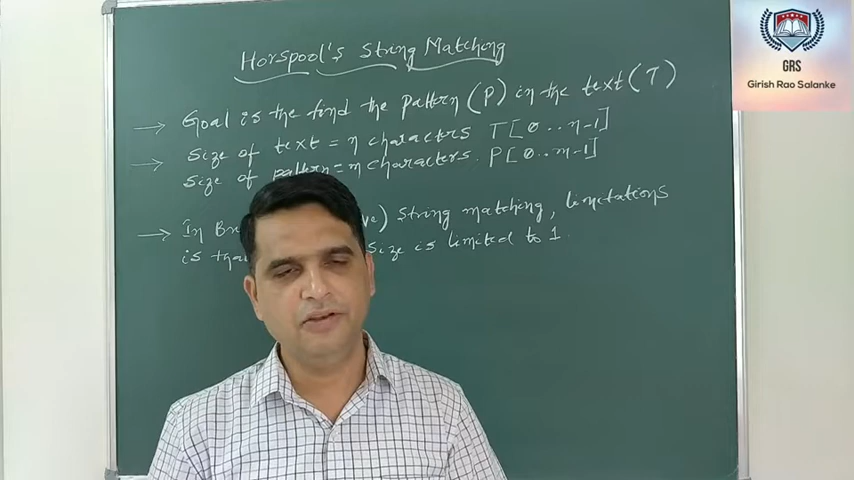 Horspool's String Matching
→ Goal is the find the pattern (P) in the text (T)
→ size of text = n characters T[0...n-1]
size of pattern = m characters. P[0...m-1]
→ In ve) String matching, limitations
is size is limited to 1.
GRS
Girish Rao Salanke